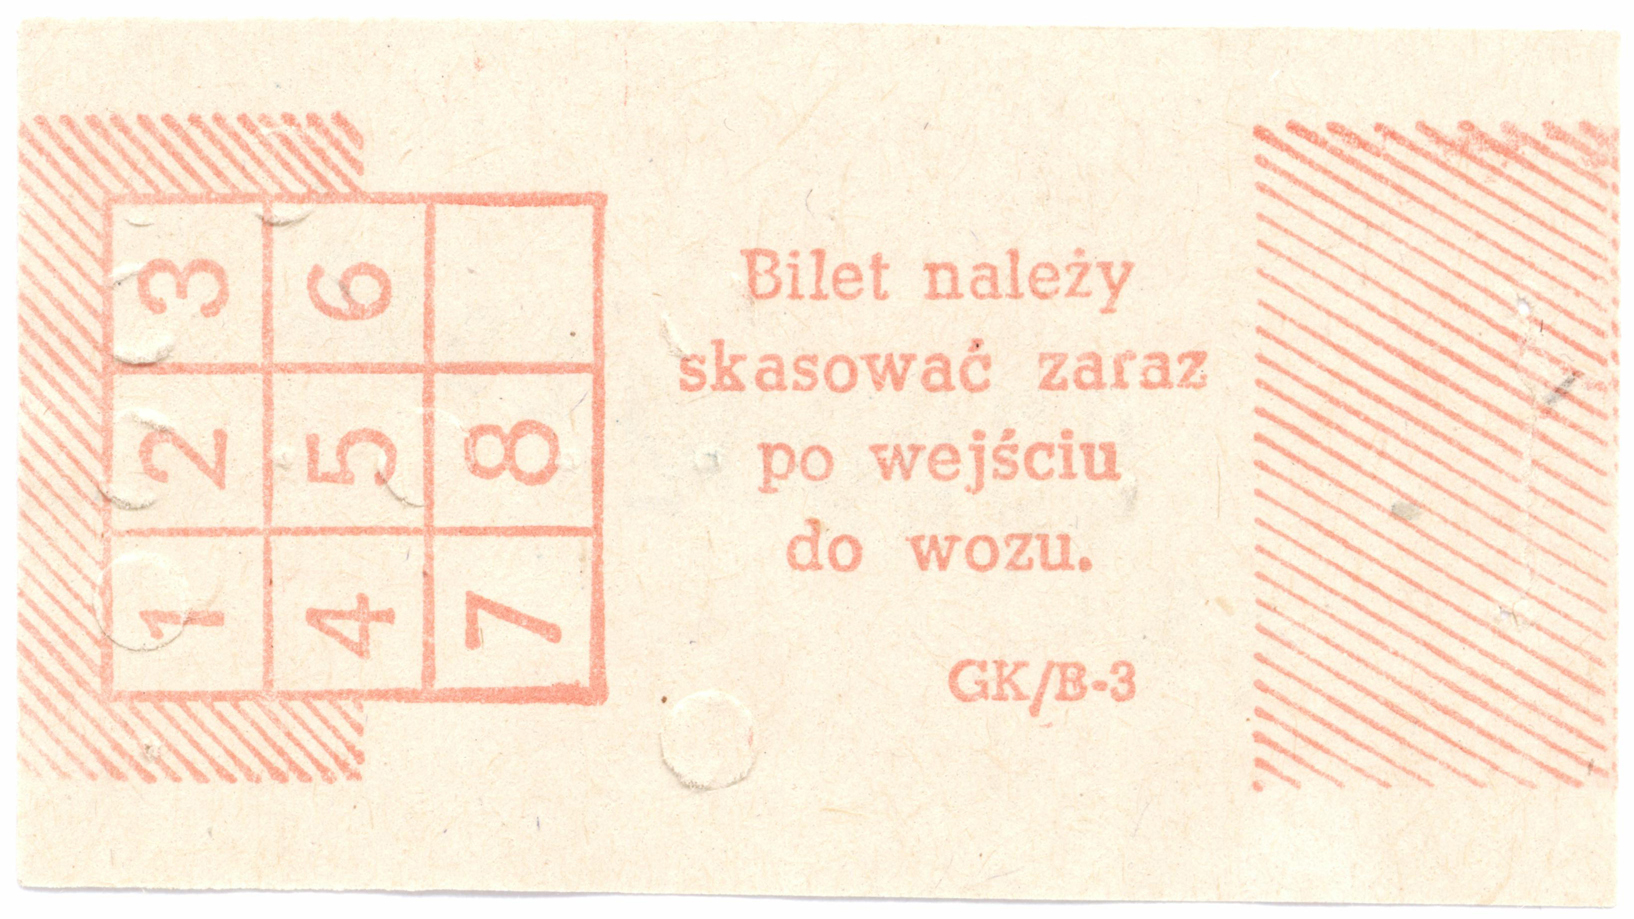 3 6
2 5 8
1 4 7
Bilet należy
skasować zaraz
po wejściu
do wozu.
GK/B-3